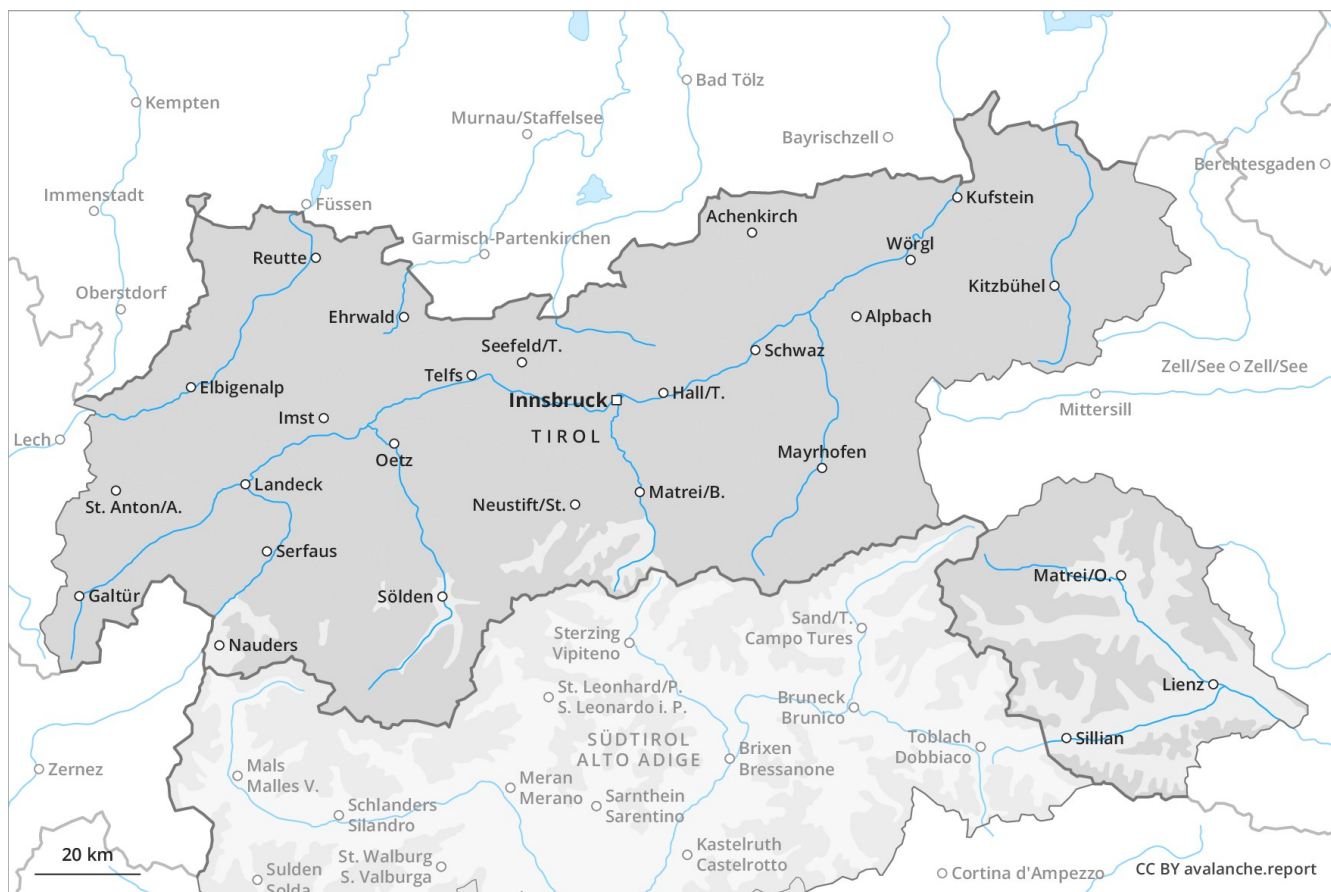 Bad Tölz
Kempten
Murnau/Staffelsee
Bayrischzell
Berchtesgaden
Immenstadt
Füssen
Kufstein
Achenkirch
Garmisch-Partenkirchen
Wörgl
Reutte
Kitzbühel
Oberstdorf
Ehrwald
Alpbach
Seefeld/T.
Schwaz
Zell/See
Zell/See
Telfs
Elbigenalp
Hall/T.
Innsbruck
Mittersill
Imst
TIROL
Lech
Oetz
Mayrhofen
Landeck
Matrei/B.
St. Anton/A.
Neustift/St.
Serfaus
Matrei/O.
Galtür
Sölden
Sand/T.
Campo Tures
Sterzing
Vipiteno
Nauders
Lienz
St. Leonhard/P.
S. Leonardo i. P.
Bruneck
Brunico
SÜDTIROL
ALTO ADIGE
Sillian
Toblach
Dobbiaco
Brixen
Bressanone
Zernez
Mals
Malles V.
Meran
Merano
Sarnthein
Sarentino
Schlanders
Silandro
Kastelruth
Castelrotto
20 km
St. Walburg
S. Valburga
Sulden
Solda
Cortina d'Ampezzo
CC BY avalanche.report